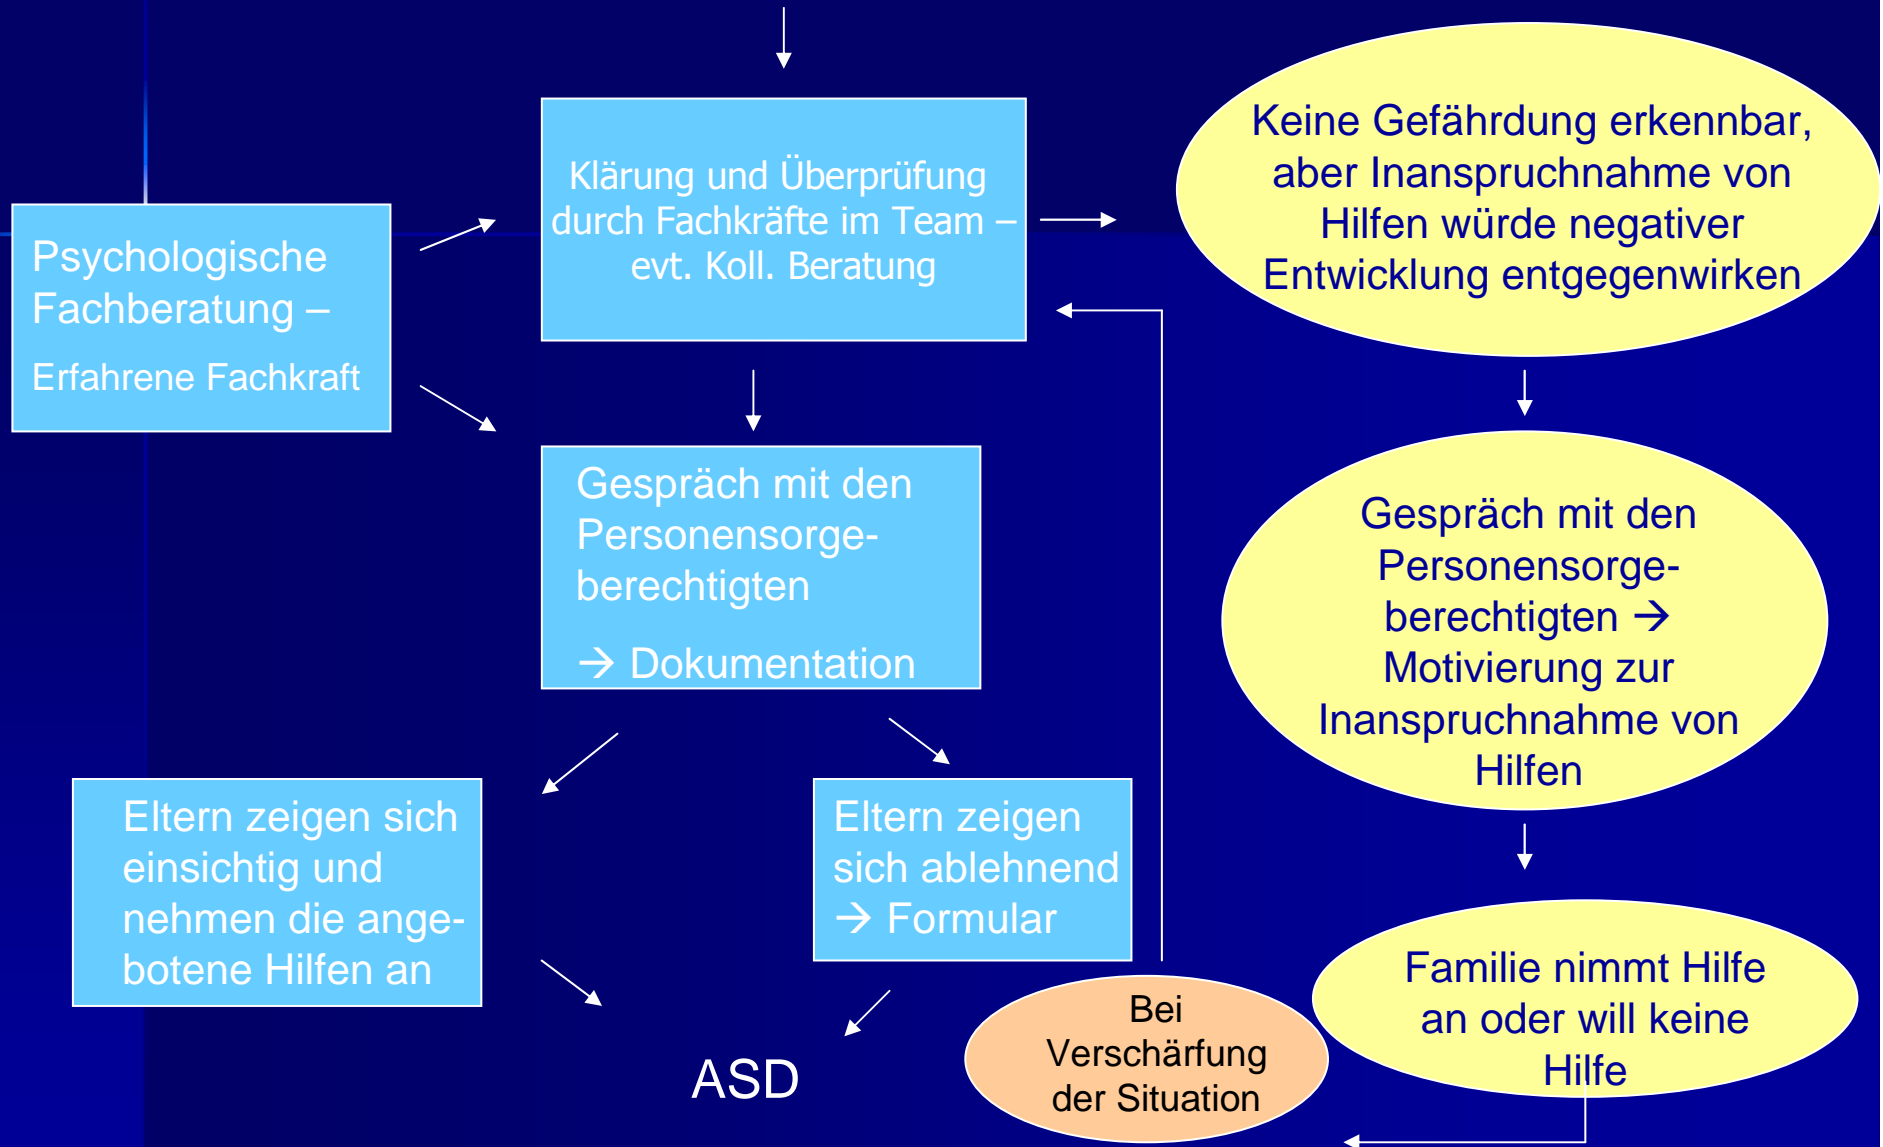 Klärung und Überprüfung
durch Fachkräfte im Team –
evt. Koll. Beratung
Keine Gefährdung erkennbar,
aber Inanspruchnahme von
Hilfen würde negativer
Entwicklung entgegenwirken
Psychologische
Fachberatung –
Erfahrene Fachkraft
Gespräch mit den
Personensorge-
berechtigten
→ Dokumentation
Gespräch mit den
Personensorge-
berechtigten →
Motivierung zur
Inanspruchnahme von
Hilfen
Eltern zeigen sich
einsichtig und
nehmen die ange-
botene Hilfen an
Eltern zeigen
sich ablehnend
→ Formular
Familie nimmt Hilfe
an oder will keine
Hilfe
Bei
Verschärfung
der Situation
ASD